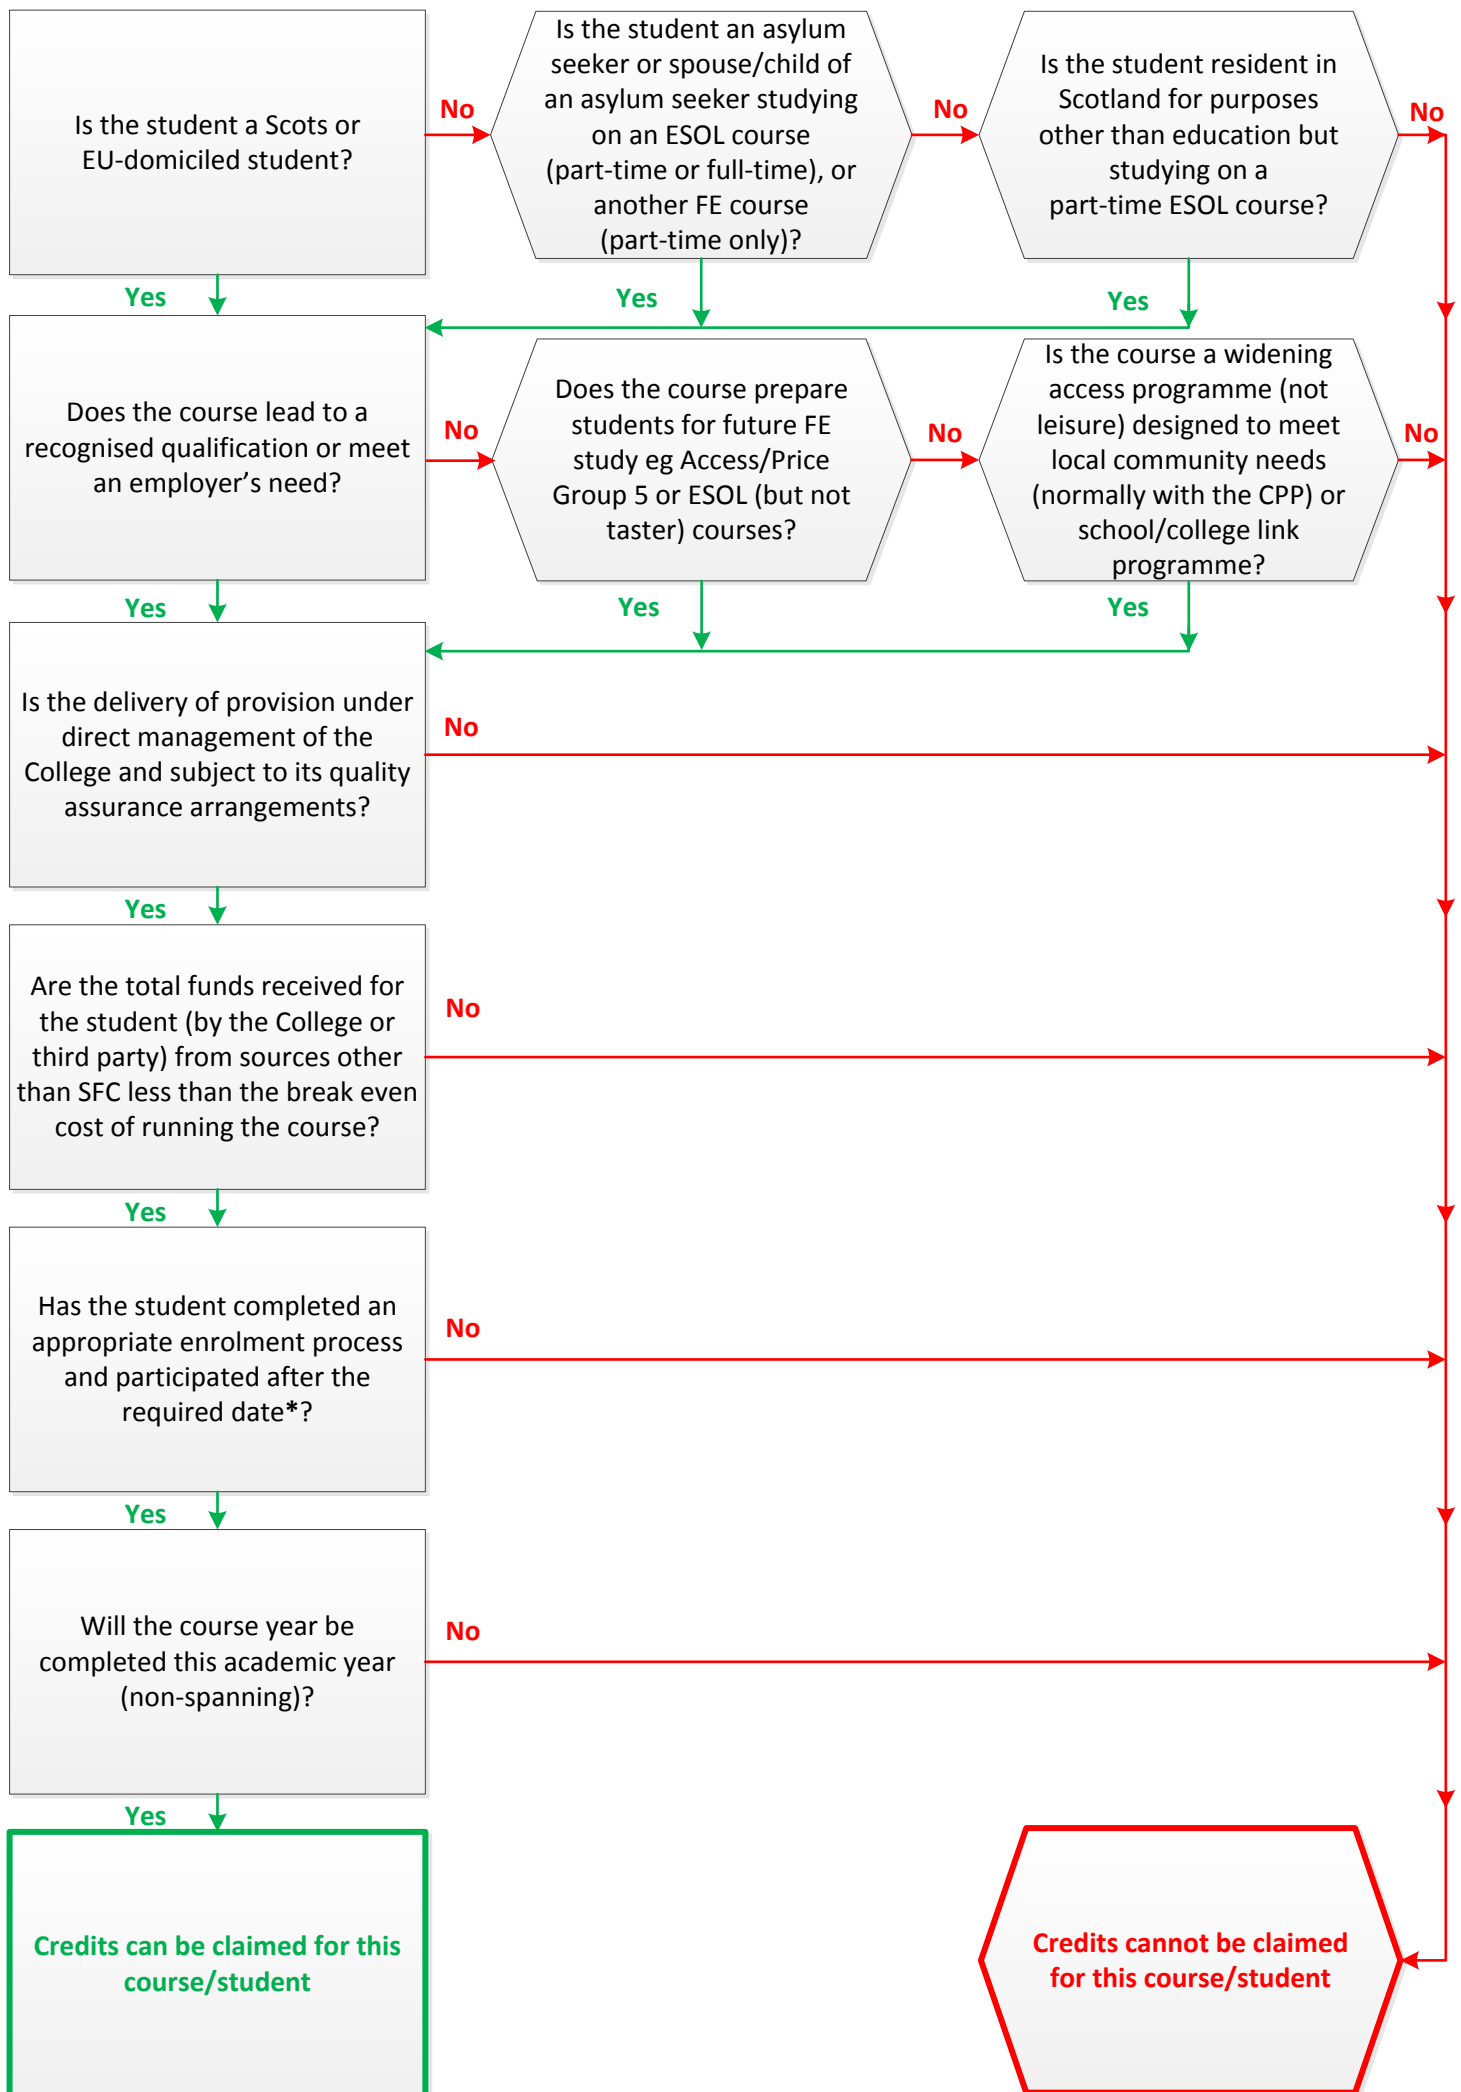 Is the student a Scots or
EU-domiciled student?
No
Is the student an asylum
seeker or spouse/child of
an asylum seeker studying
on an ESOL course
(part-time or full-time), or
another FE course
(part-time only)?
No
Is the student resident in
Scotland for purposes
other than education but
studying on a
part-time ESOL course?
No
Yes
Yes
Yes
Does the course lead to a
recognised qualification or meet
an employer's need?
No
Does the course prepare
students for future FE
study eg Access/Price
Group 5 or ESOL (but not
taster) courses?
No
Is the course a widening
access programme (not
leisure) designed to meet
local community needs
(normally with the CPP) or
school/college link
programme?
No
Yes
Yes
Yes
Is the delivery of provision under
direct management of the
College and subject to its quality
assurance arrangements?
No
Yes
Are the total funds received for
the student (by the College or
third party) from sources other
than SFC less than the break even
cost of running the course?
No
Yes
Has the student completed an
appropriate enrolment process
and participated after the
required date*?
No
Yes
Will the course year be
completed this academic year
(non-spanning)?
No
Yes
Credits can be claimed for this
course/student
Credits cannot be claimed
for this course/student